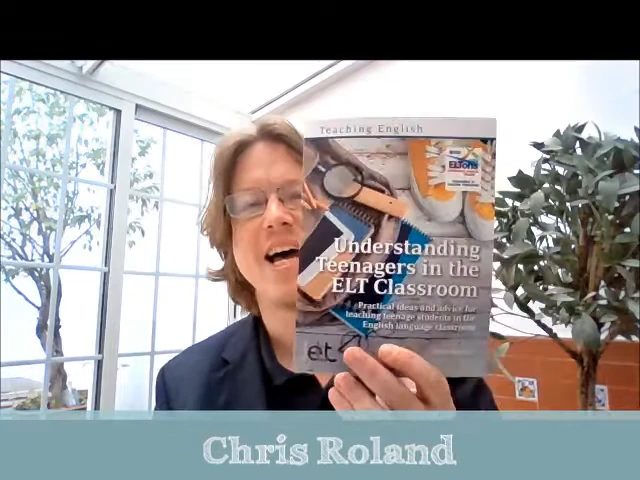 Teaching English
ELTons
Understanding
Teenagers in the
ELT Classroom
Practical ideas and advice for
teaching teenage students in the
English language classroom
et
Chris Roland